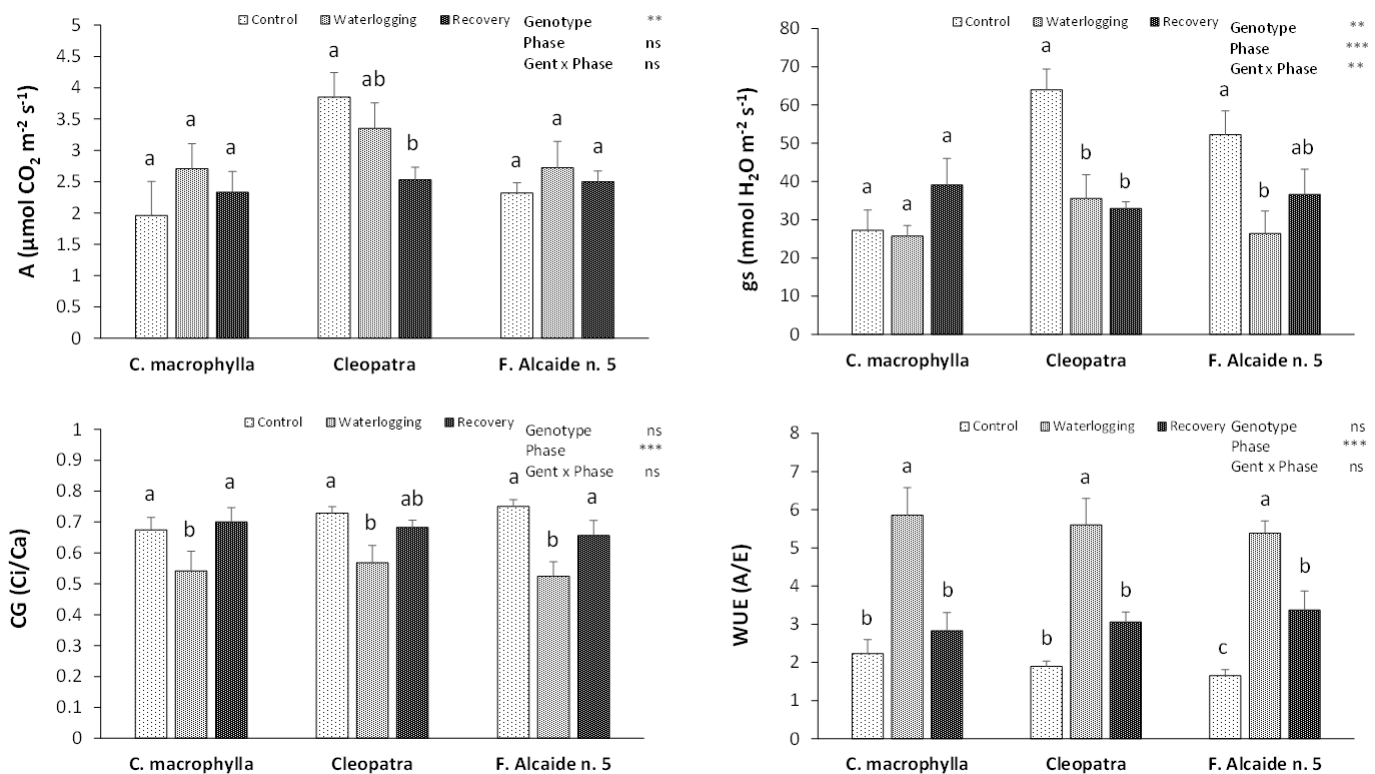 Control Waterlogging Recovery
Genotype **
Phase ns
Gent x Phase ns
A (µmol CO2 m-2 s-1)
5
4.5
4
3.5
3
2.5
2
1.5
1
0.5
0
a a a
a ab b
a a a
C. macrophylla Cleopatra F. Alcaide n. 5
Control Waterlogging Recovery
Genotype **
Phase ***
Gent x Phase **
gs (mmol H2O m-2 s-1)
80
70
60
50
40
30
20
10
0
a a a
a b b
a b ab
C. macrophylla Cleopatra F. Alcaide n. 5
Control Waterlogging Recovery
Genotype ns
Phase ***
Gent x Phase ns
CG (Ci/Ca)
1
0.9
0.8
0.7
0.6
0.5
0.4
0.3
0.2
0.1
0
a b a
a b ab
a b a
C. macrophylla Cleopatra F. Alcaide n. 5
Control Waterlogging Recovery
Genotype ns
Phase ***
Gent x Phase ns
WUE (A/E)
8
7
6
5
4
3
2
1
0
b a b
b a b
c a b
C. macrophylla Cleopatra F. Alcaide n. 5